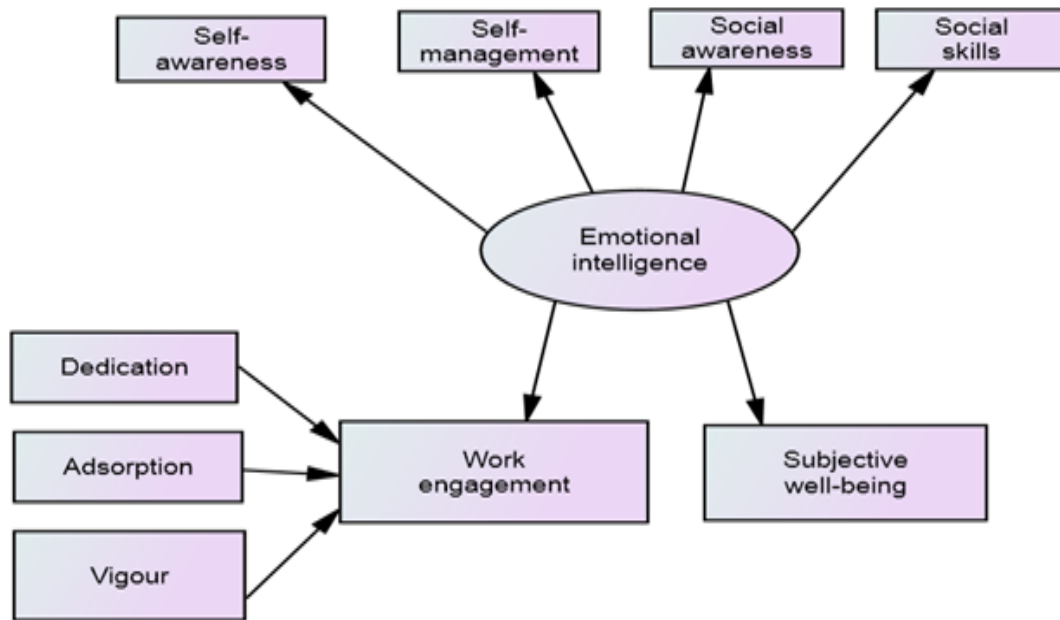 Self-
awareness
Self-
management
Social
awareness
Social
skills
Emotional
intelligence
Dedication
Adsorption
Vigour
Work
engagement
Subjective
well-being